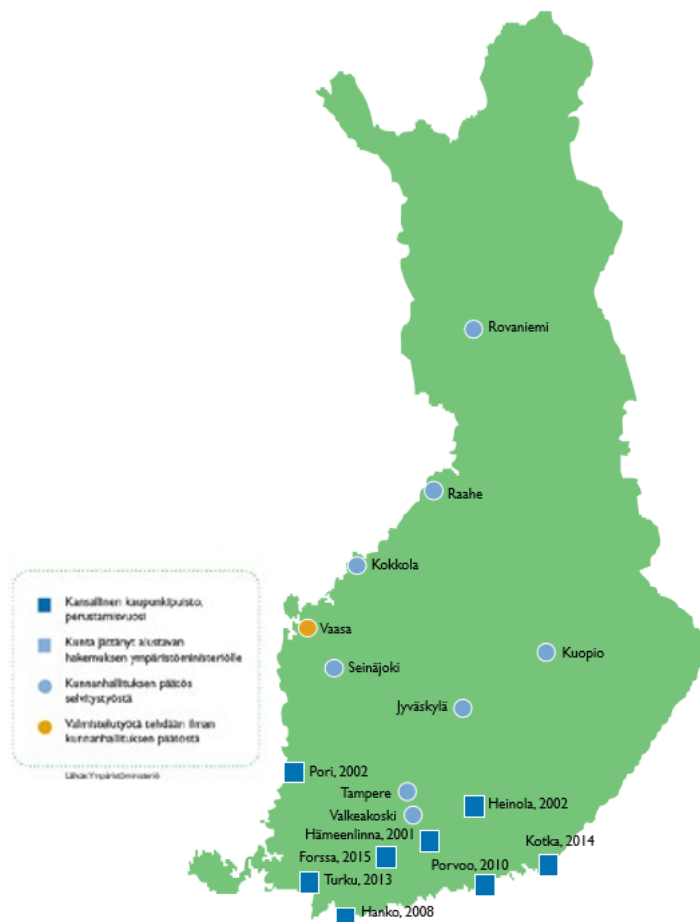 Rovaniemi
Raahe
Kokkola
Vaasa
Kuopio
Seinäjoki
Jyväskylä
Pori, 2002
Tampere
Heinola, 2002
Valkeakoski
Hämeenlinna, 2001
Kotka, 2014
Forssa, 2015
Porvoo, 2010
Turku, 2013
Hanko, 2008
Kansallinen kaupunkipuisto,
perustamisvuosi
Kunta jättänyt alustavan
hakemuksen ympäristöministeriölle
Kunnanhallituksen päätös
selvitystyöstä
Valmistelutyötä tehdään ilman
kunnanhallituksen päätöstä
Lähde: Ympäristöministeriö